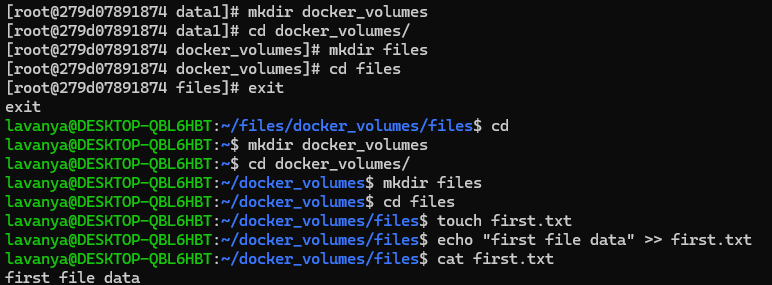 [root@279d07891874 data1]# mkdir docker_volumes
[root@279d07891874 data1]# cd docker_volumes/
[root@279d07891874 docker_volumes]# mkdir files
[root@279d07891874 docker_volumes]# cd files
[root@279d07891874 files]# exit
exit
lavanya@DESKTOP-QBL6HBT:~/files/docker_volumes/files$ cd
lavanya@DESKTOP-QBL6HBT:~$ mkdir docker_volumes
lavanya@DESKTOP-QBL6HBT:~$ cd docker_volumes/
lavanya@DESKTOP-QBL6HBT:~/docker_volumes$ mkdir files
lavanya@DESKTOP-QBL6HBT:~/docker_volumes$ cd files
lavanya@DESKTOP-QBL6HBT:~/docker_volumes/files$ touch first.txt
lavanya@DESKTOP-QBL6HBT:~/docker_volumes/files$ echo "first file data" >> first.txt
lavanya@DESKTOP-QBL6HBT:~/docker_volumes/files$ cat first.txt
first file data